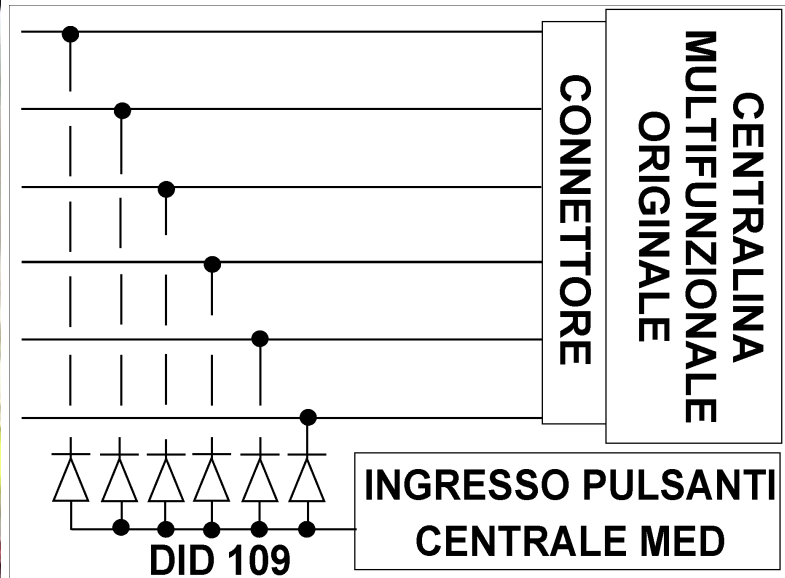 CONNETTORE
CENTRALINA
MULTIFUNZIONALE
ORIGINALE
INGRESSO PULSANTI
CENTRALE MED
DID 109